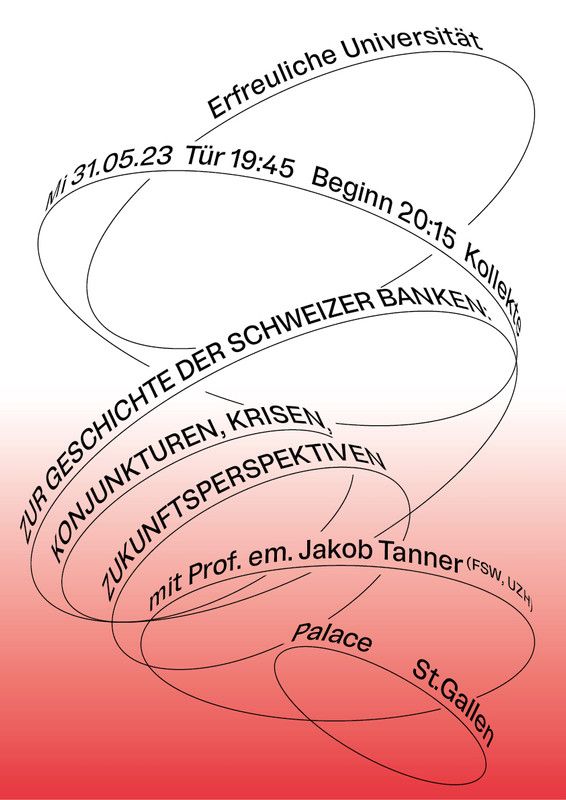 Erfreuliche Universität
Mi 31.05.23 Tür 19:45 Beginn 20:15 Kollekte
ZUR GESCHICHTE DER SCHWEIZER BANKEN:
KONJUNKTUREN, KRISEN,
ZUKUNFTSPERSPEKTIVEN
mit Prof. em. Jakob Tanner (FSW, UZH)
Palace St.Gallen